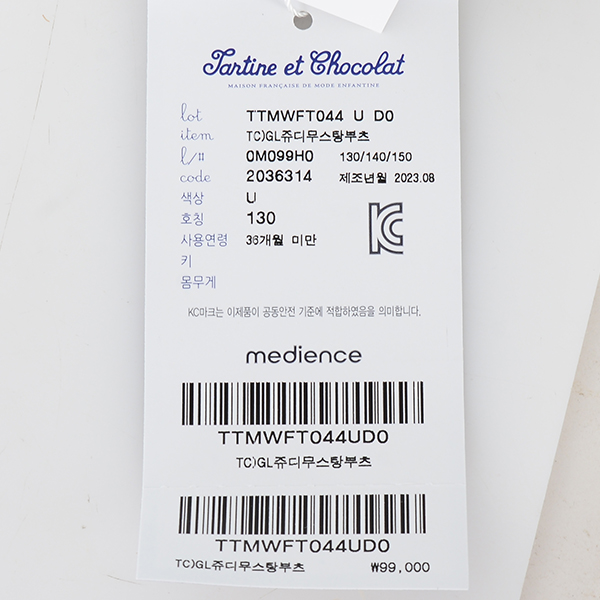 Tartine et Chocolat
MAISON FRANÇAISE DE MODE ENFANTINE
lot TTMWFT044 U D0
item TC)GL쥬디무스탕뿌츠
l/# 0M099H0 130/140/150
code 2036314 제조년월 2023.08
색상 U
호칭 130
사용연령 36개월 미만
키
몸무게
KC마크는 이제품이 공통안전 기준에 적합하였음을 의미합니다.
medience
TTMWFT044UD0
TC)GL쥬디무스탕뿌츠
TTMWFT044UD0
TC)GL쥬디무스탕뿌츠 ₩99,000